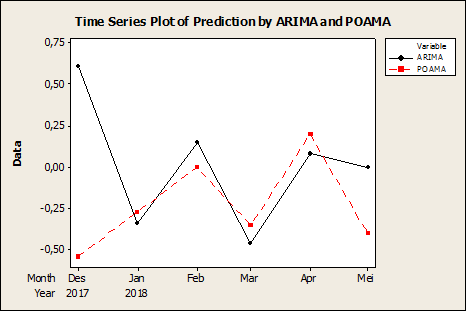 Time Series Plot of Prediction by ARIMA and POAMA
Variable
ARIMA
POAMA
Data
0,75
0,50
0,25
0,00
-0,25
-0,50
Month Des Jan Feb Mar Apr Mei
Year 2017 2018